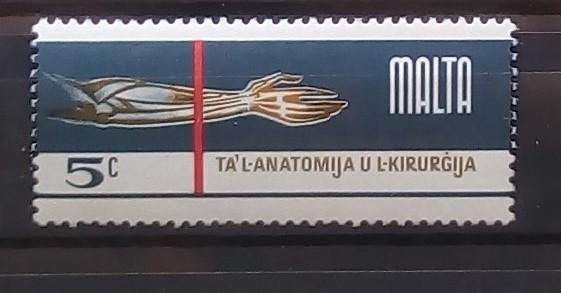 MALTA
5c TA' L-ANATOMIJA U L-KIRURĠIJA